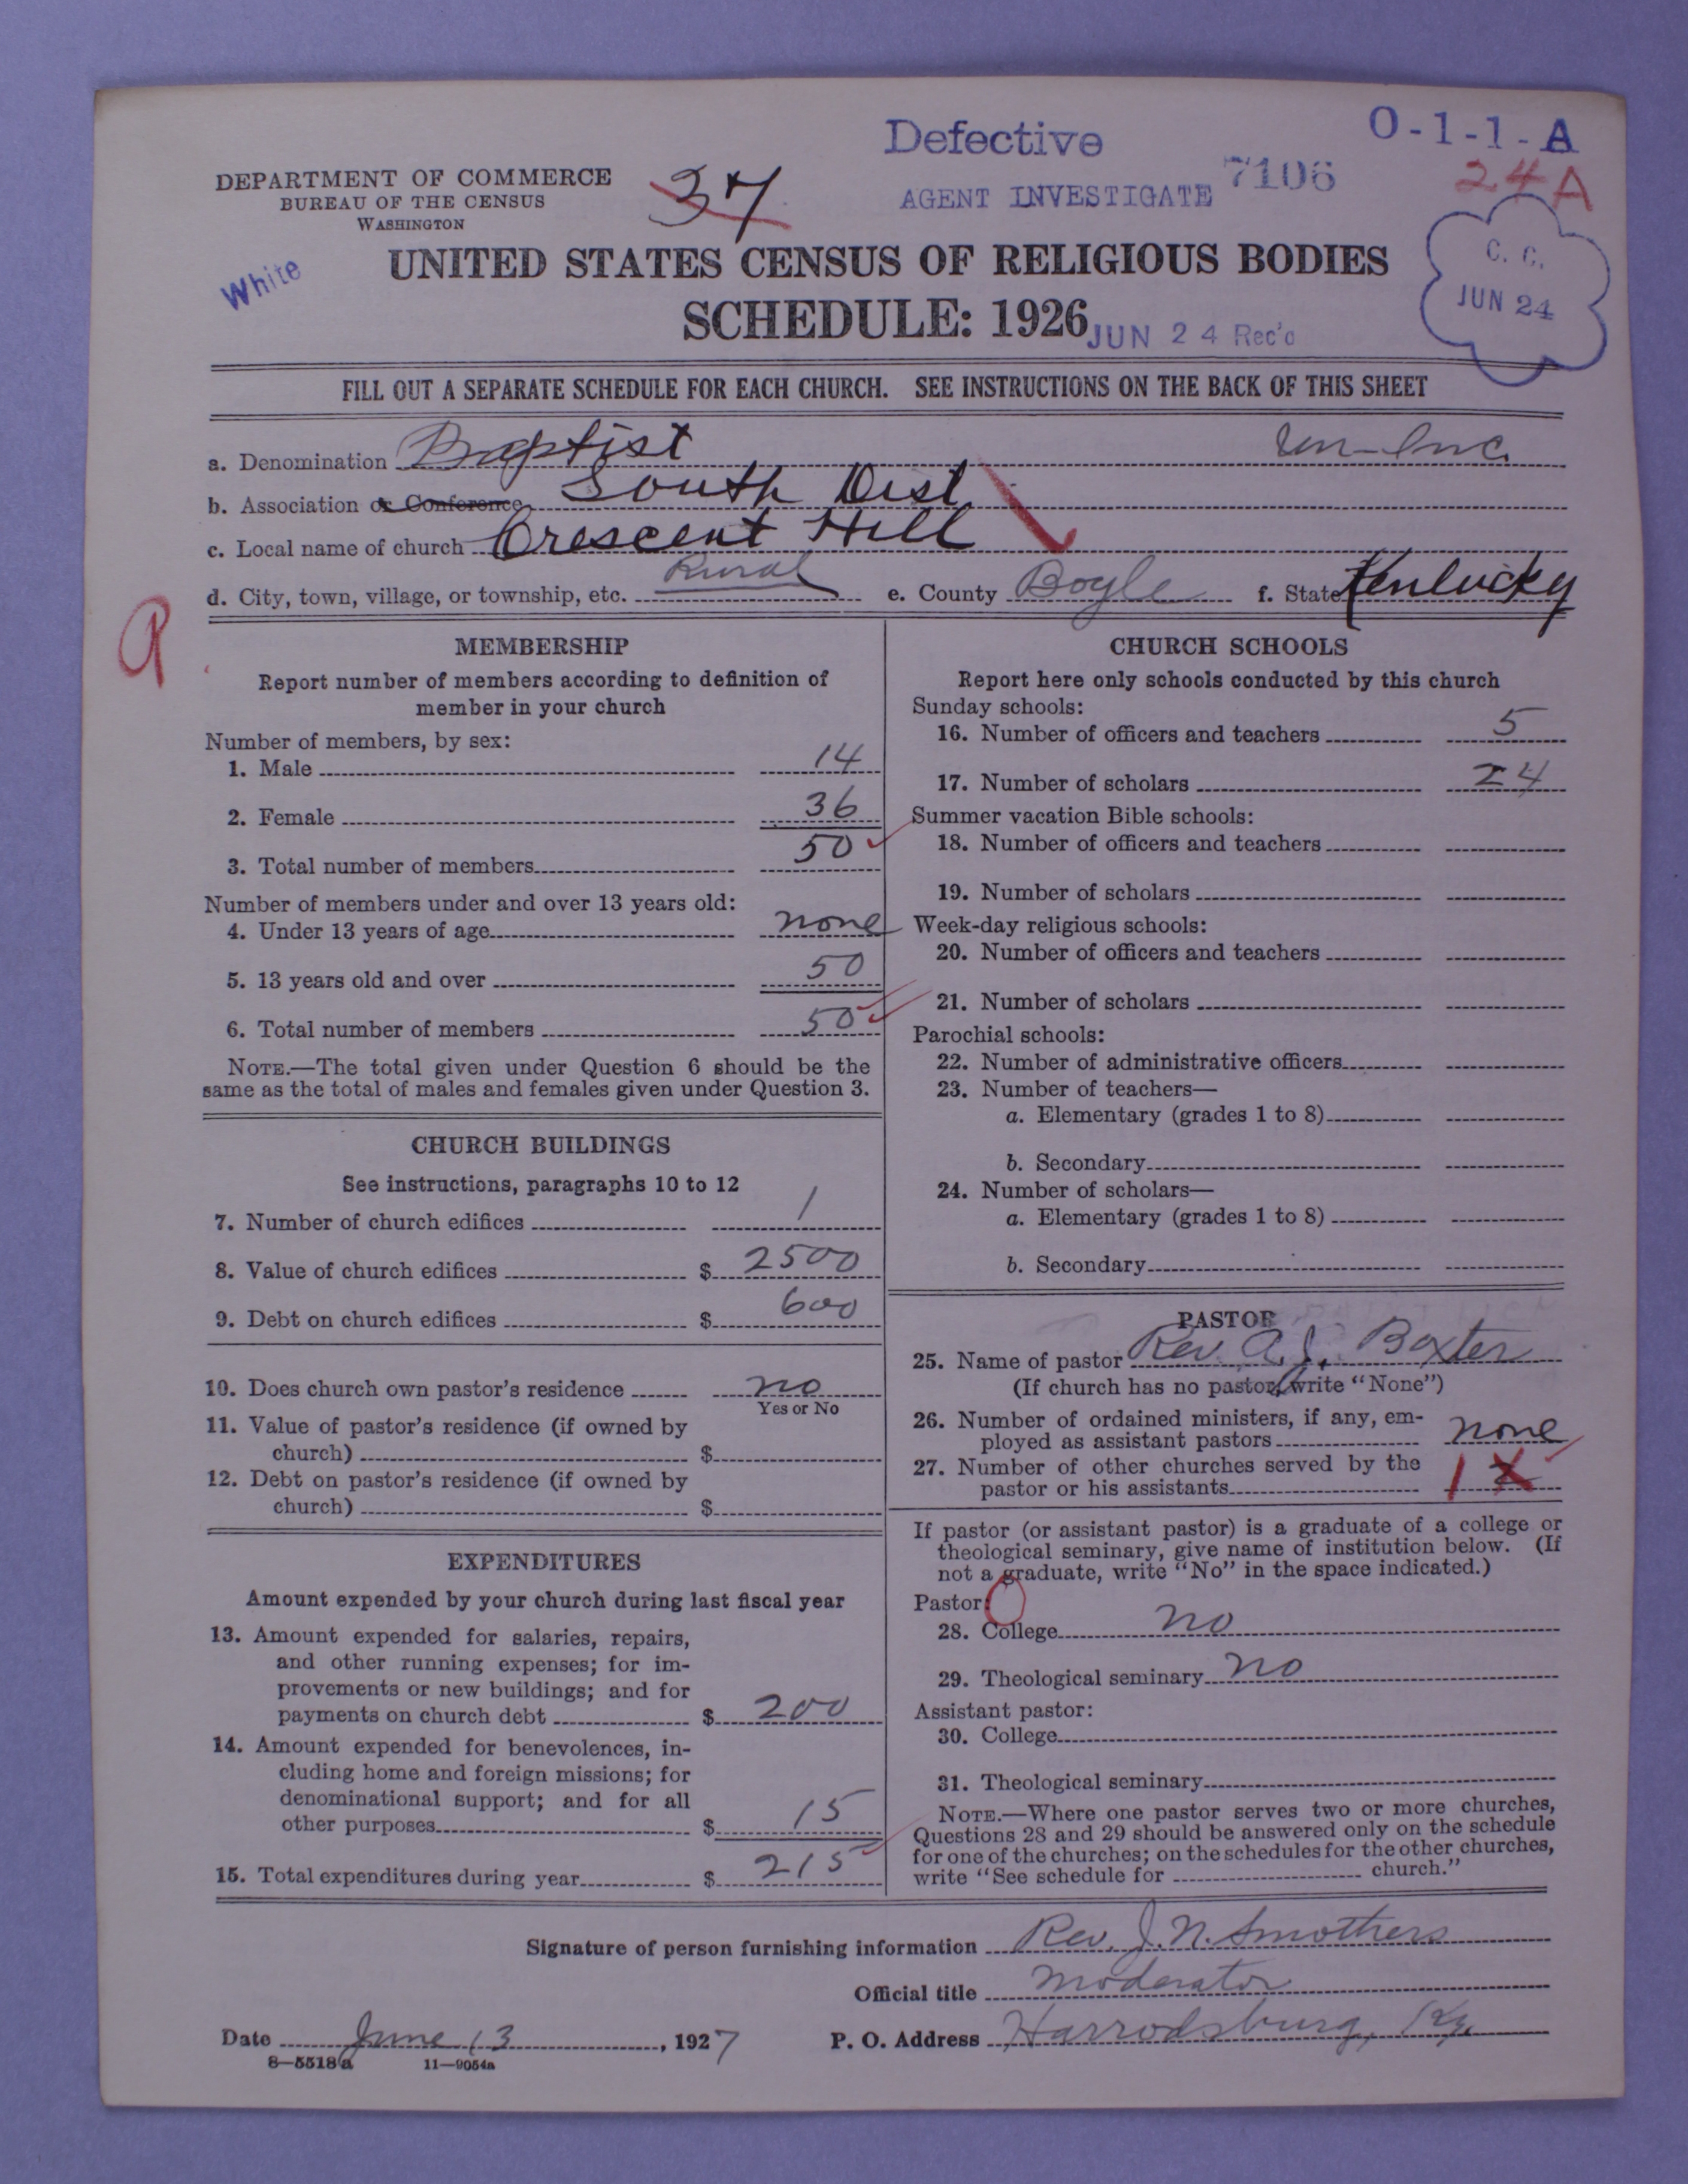 Defective
O-1-1-A
DEPARTMENT OF COMMERCE
BUREAU OF THE CENSUS
WASHINGTON
37
AGENT INVESTIGATE 7106
24A
White
C. C.
JUN 24
UNITED STATES CENSUS OF RELIGIOUS BODIES
SCHEDULE: 1926
JUN 24 Rec'd
FILL OUT A SEPARATE SCHEDULE FOR EACH CHURCH. SEE INSTRUCTIONS ON THE BACK OF THIS SHEET
a. Denomination Baptist Un-Inc.
b. Association or Conference South Dist
c. Local name of church Crescent Hill
d. City, town, village, or township, etc. Rural e. County Boyle f. State Kentucky
MEMBERSHIP
Report number of members according to definition of
member in your church
Number of members, by sex:
1. Male 14
2. Female 36
3. Total number of members 50
Number of members under and over 13 years old:
4. Under 13 years of age none
5. 13 years old and over 50
6. Total number of members 50
NOTE.—The total given under Question 6 should be the
same as the total of males and females given under Question 3.
CHURCH BUILDINGS
See instructions, paragraphs 10 to 12
7. Number of church edifices 1
8. Value of church edifices $ 2500
9. Debt on church edifices $ 600
10. Does church own pastor's residence no
Yes or No
11. Value of pastor's residence (if owned by
church) $
12. Debt on pastor's residence (if owned by
church) $
EXPENDITURES
Amount expended by your church during last fiscal year
13. Amount expended for salaries, repairs,
and other running expenses; for im-
provements or new buildings; and for
payments on church debt $ 200
14. Amount expended for benevolences, in-
cluding home and foreign missions; for
denominational support; and for all
other purposes $ 15
15. Total expenditures during year $ 215
CHURCH SCHOOLS
Report here only schools conducted by this church
Sunday schools:
16. Number of officers and teachers 5
17. Number of scholars 24
Summer vacation Bible schools:
18. Number of officers and teachers
19. Number of scholars
Week-day religious schools:
20. Number of officers and teachers
21. Number of scholars
Parochial schools:
22. Number of administrative officers
23. Number of teachers—
a. Elementary (grades 1 to 8)
b. Secondary
24. Number of scholars—
a. Elementary (grades 1 to 8)
b. Secondary
PASTOR
25. Name of pastor Rev. A. J. Baxter
(If church has no pastor, write "None")
26. Number of ordained ministers, if any, em-
ployed as assistant pastors none
27. Number of other churches served by the
pastor or his assistants 1
If pastor (or assistant pastor) is a graduate of a college or
theological seminary, give name of institution below. (If
not a graduate, write "No" in the space indicated.)
Pastor:
28. College no
29. Theological seminary no
Assistant pastor:
30. College
31. Theological seminary
NOTE.—Where one pastor serves two or more churches,
Questions 28 and 29 should be answered only on the schedule
for one of the churches; on the schedules for the other churches,
write "See schedule for church."
Signature of person furnishing information Rev. J. N. Smothers
Official title moderator
Date June 13, 1927 P. O. Address Harrodsburg, Ky.
8—5518a 11—9054a